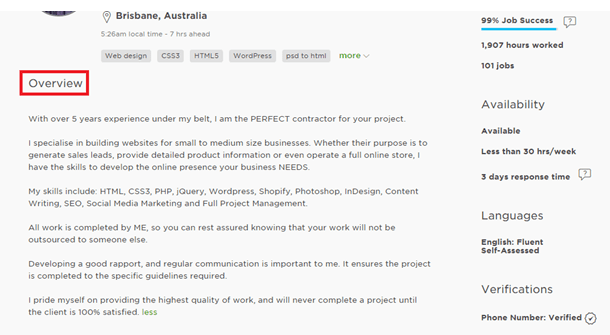 Brisbane, Australia
5:26am local time - 7 hrs ahead
Web design CSS3 HTML5 WordPress psd to html more
Overview
With over 5 years experience under my belt, I am the PERFECT contractor for your project.
I specialise in building websites for small to medium size businesses. Whether their purpose is to
generate sales leads, provide detailed product information or even operate a full online store, I
have the skills to develop the online presence your business NEEDS.
My skills include: HTML, CSS3, PHP, jQuery, Wordpress, Shopify, Photoshop, InDesign, Content
Writing, SEO, Social Media Marketing and Full Project Management.
All work is completed by ME, so you can rest assured knowing that your work will not be
outsourced to someone else.
Developing a good rapport, and regular communication is important to me. It ensures the project
is completed to the specific guidelines required.
I pride myself on providing the highest quality of work, and will never complete a project until
the client is 100% satisfied. less
99% Job Success ?
1,907 hours worked
101 jobs
Availability
Available
Less than 30 hrs/week
3 days response time ?
Languages
English: Fluent
Self-Assessed
Verifications
Phone Number: Verified